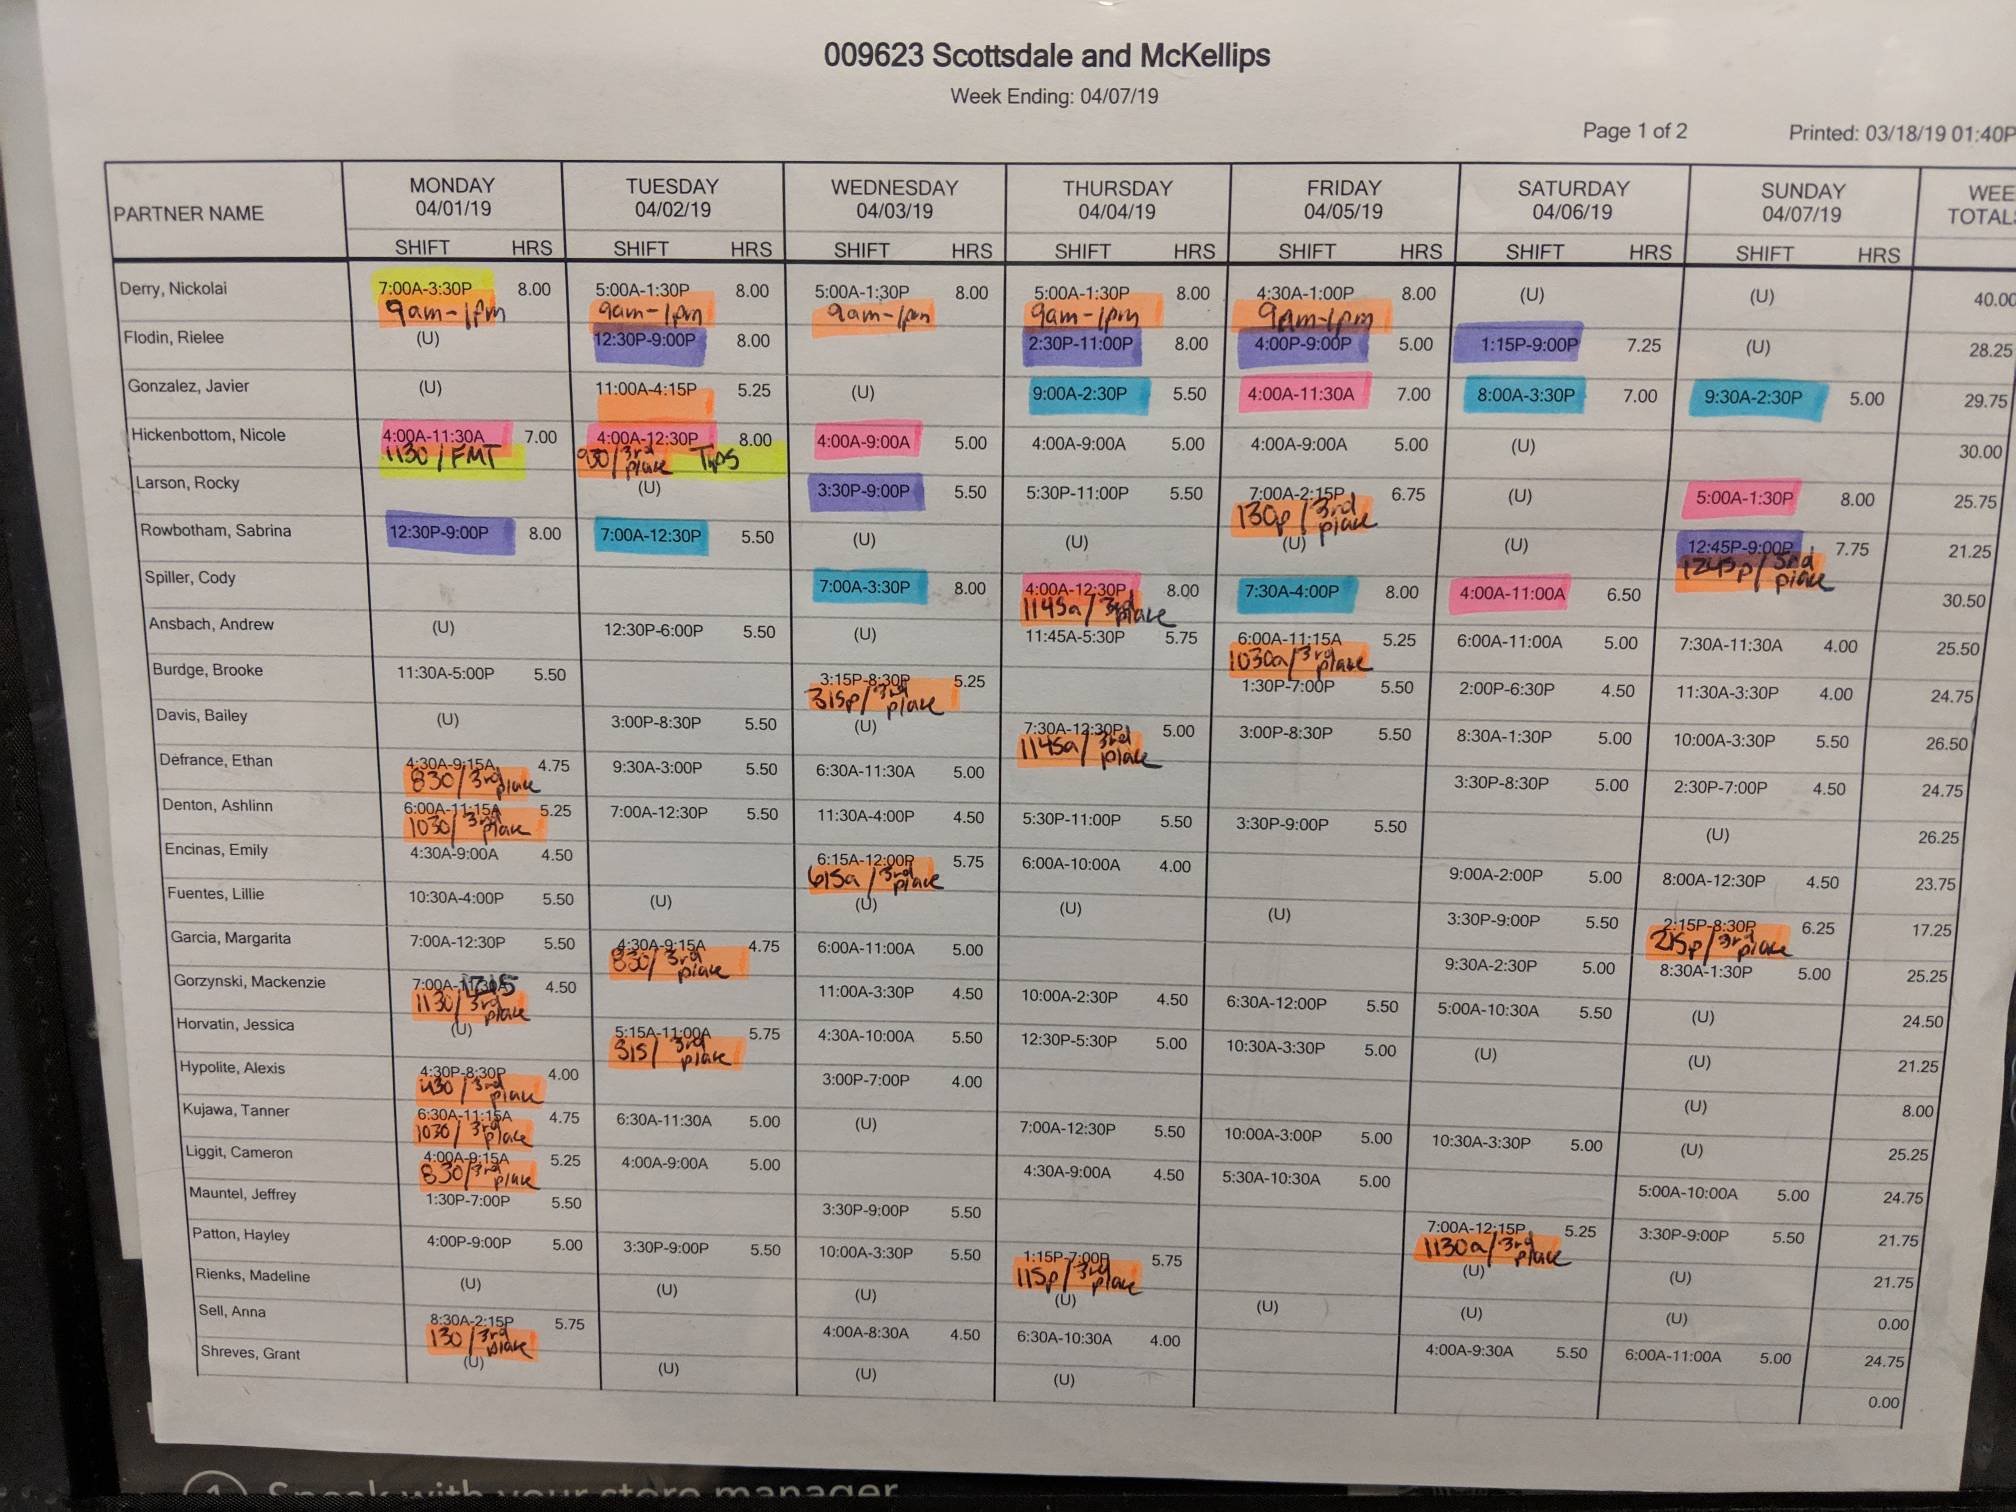 009623 Scottsdale and McKellips
Week Ending: 04/07/19
Page 1 of 2 Printed: 03/18/19 01:40P
PARTNER NAME MONDAY 04/01/19 TUESDAY 04/02/19 WEDNESDAY 04/03/19 THURSDAY 04/04/19 FRIDAY 04/05/19 SATURDAY 04/06/19 SUNDAY 04/07/19 WEE TOTALS
SHIFT HRS SHIFT HRS SHIFT HRS SHIFT HRS SHIFT HRS SHIFT HRS SHIFT HRS
Derry, Nickolai 7:00A-3:30P 8.00 5:00A-1:30P 8.00 5:00A-1:30P 8.00 5:00A-1:30P 8.00 4:30A-1:00P 8.00 (U) (U) 40.00
9am-1pm 9am-1pm 9am-1pm 9am-1pm 9am-1pm
Flodin, Rielee (U) 12:30P-9:00P 8.00 2:30P-11:00P 8.00 4:00P-9:00P 5.00 1:15P-9:00P 7.25 (U) 28.25
Gonzalez, Javier (U) 11:00A-4:15P 5.25 (U) 9:00A-2:30P 5.50 4:00A-11:30A 7.00 8:00A-3:30P 7.00 9:30A-2:30P 5.00 29.75
Hickenbottom, Nicole 4:00A-11:30A 7.00 4:00A-12:30P 8.00 4:00A-9:00A 5.00 4:00A-9:00A 5.00 4:00A-9:00A 5.00 (U) 30.00
1130 / FMT 930/3rd place Tips
Larson, Rocky (U) 3:30P-9:00P 5.50 5:30P-11:00P 5.50 7:00A-2:15P 6.75 (U) 5:00A-1:30P 8.00 25.75
130p / 3rd place
Rowbotham, Sabrina 12:30P-9:00P 8.00 7:00A-12:30P 5.50 (U) (U) (U) (U) 12:45P-9:00P 7.75 21.25
1245p / 3rd place
Spiller, Cody 7:00A-3:30P 8.00 4:00A-12:30P 8.00 7:30A-4:00P 8.00 4:00A-11:00A 6.50 30.50
1145a / 3rd place
Ansbach, Andrew (U) 12:30P-6:00P 5.50 (U) 11:45A-5:30P 5.75 6:00A-11:15A 5.25 6:00A-11:00A 5.00 7:30A-11:30A 4.00 25.50
1030a/3rd place
Burdge, Brooke 11:30A-5:00P 5.50 3:15P-8:30P 5.25 1:30P-7:00P 5.50 2:00P-6:30P 4.50 11:30A-3:30P 4.00 24.75
315p / 3rd place
Davis, Bailey (U) 3:00P-8:30P 5.50 (U) 7:30A-12:30P 5.00 3:00P-8:30P 5.50 8:30A-1:30P 5.00 10:00A-3:30P 5.50 26.50
1145a / 3rd place
Defrance, Ethan 4:30A-9:15A 4.75 9:30A-3:00P 5.50 6:30A-11:30A 5.00 3:30P-8:30P 5.00 2:30P-7:00P 4.50 24.75
830 / 3rd place
Denton, Ashlinn 6:00A-11:15A 5.25 7:00A-12:30P 5.50 11:30A-4:00P 4.50 5:30P-11:00P 5.50 3:30P-9:00P 5.50 (U) 26.25
1030/ 3rd place
Encinas, Emily 4:30A-9:00A 4.50 6:15A-12:00P 5.75 6:00A-10:00A 4.00 9:00A-2:00P 5.00 8:00A-12:30P 4.50 23.75
615a / 3rd place
Fuentes, Lillie 10:30A-4:00P 5.50 (U) (U) (U) (U) 3:30P-9:00P 5.50 2:15P-8:30P 6.25 17.25
215p / 3rd place
Garcia, Margarita 7:00A-12:30P 5.50 4:30A-9:15A 4.75 6:00A-11:00A 5.00 9:30A-2:30P 5.00 8:30A-1:30P 5.00 25.25
830/ 3rd place
Gorzynski, Mackenzie 7:00A-11:30A 4.50 11:00A-3:30P 4.50 10:00A-2:30P 4.50 6:30A-12:00P 5.50 5:00A-10:30A 5.50 (U) 24.50
1130/3rd place
Horvatin, Jessica (U) 5:15A-11:00A 5.75 4:30A-10:00A 5.50 12:30P-5:30P 5.00 10:30A-3:30P 5.00 (U) (U) 21.25
515/ 3rd place
Hypolite, Alexis 4:30P-8:30P 4.00 3:00P-7:00P 4.00 (U) 8.00
430 / 3rd place
Kujawa, Tanner 6:30A-11:15A 4.75 6:30A-11:30A 5.00 (U) 7:00A-12:30P 5.50 10:00A-3:00P 5.00 10:30A-3:30P 5.00 (U) 25.25
1030/ 3rd place
Liggit, Cameron 4:00A-9:15A 5.25 4:00A-9:00A 5.00 4:30A-9:00A 4.50 5:30A-10:30A 5.00 5:00A-10:00A 5.00 24.75
830/3rd place
Mauntel, Jeffrey 1:30P-7:00P 5.50 3:30P-9:00P 5.50 7:00A-12:15P 5.25 3:30P-9:00P 5.50 21.75
1130a/3rd place
Patton, Hayley 4:00P-9:00P 5.00 3:30P-9:00P 5.50 10:00A-3:30P 5.50 1:15P-7:00P 5.75 (U) (U) 21.75
115p / 3rd place
Rienks, Madeline (U) (U) (U) (U) (U) (U) (U) 0.00
Sell, Anna 8:30A-2:15P 5.75 4:00A-8:30A 4.50 6:30A-10:30A 4.00 4:00A-9:30A 5.50 6:00A-11:00A 5.00 24.75
130 / 3rd place
Shreves, Grant (U) (U) (U) (U) 0.00
Speak with your store manager